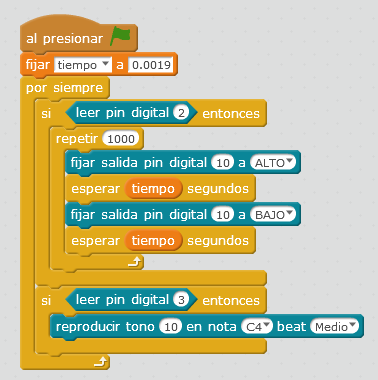 al presionar
fijar tiempo a 0.0019
por siempre
si leer pin digital 2 entonces
repetir 1000
fijar salida pin digital 10 a ALTO
esperar tiempo segundos
fijar salida pin digital 10 a BAJO
esperar tiempo segundos
si leer pin digital 3 entonces
reproducir tono 10 en nota C4 beat Medio